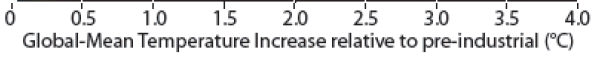 0 0.5 1.0 1.5 2.0 2.5 3.0 3.5 4.0
Global-Mean Temperature Increase relative to pre-industrial (°C)